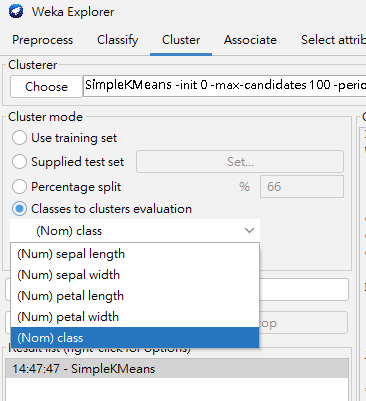 Weka Explorer
Preprocess Classify Cluster Associate Select attrib
Clusterer
Choose SimpleKMeans -init 0 -max-candidates 100 -perio
Cluster mode
Use training set
Supplied test set Set...
Percentage split % 66
Classes to clusters evaluation
(Nom) class
(Num) sepal length
(Num) sepal width
(Num) petal length
(Num) petal width
(Nom) class
Result list (right-click for options)
14:47:47 - SimpleKMeans